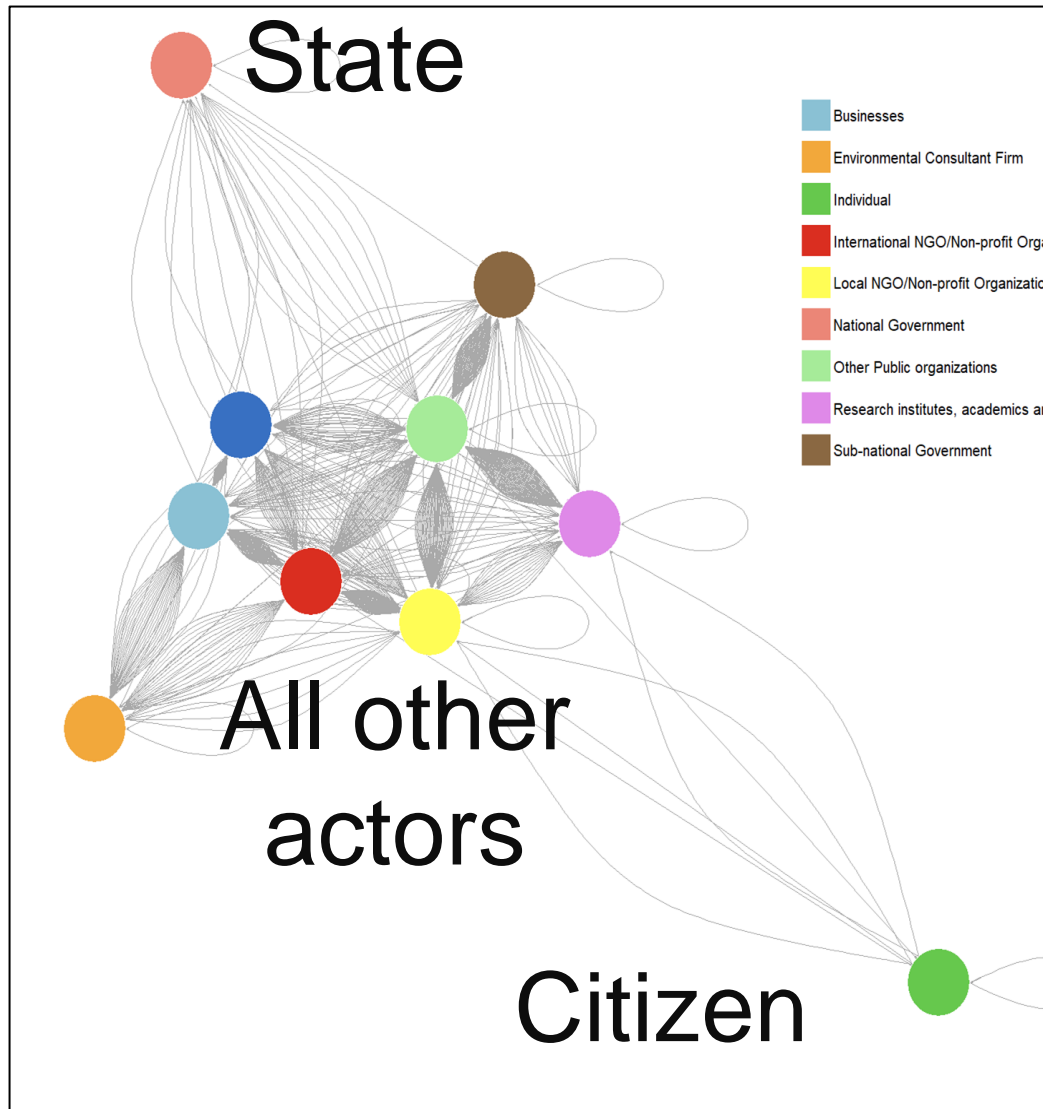 State
Businesses
Environmental Consultant Firm
Individual
International NGO/Non-profit Orga
Local NGO/Non-profit Organizatio
National Government
Other Public organizations
Research institutes, academics an
Sub-national Government
All other
actors
Citizen